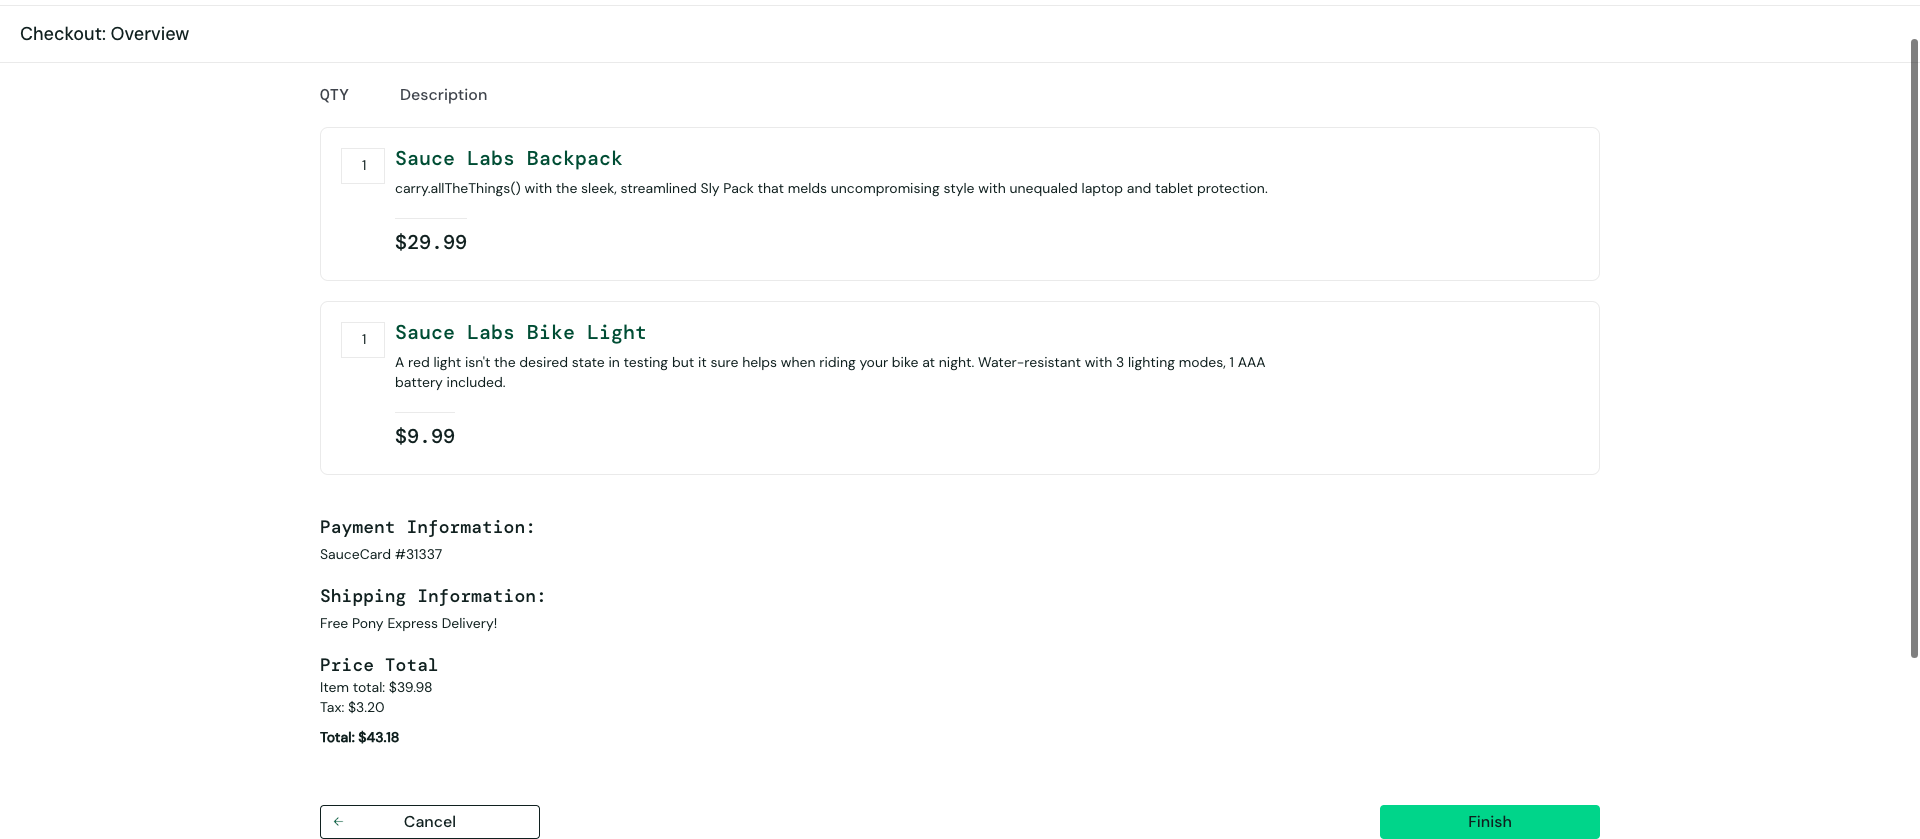 Checkout: Overview
QTY Description
1 Sauce Labs Backpack
carry.allTheThings() with the sleek, streamlined Sly Pack that melds uncompromising style with unequaled laptop and tablet protection.
$29.99
1 Sauce Labs Bike Light
A red light isn't the desired state in testing but it sure helps when riding your bike at night. Water-resistant with 3 lighting modes, 1 AAA
battery included.
$9.99
Payment Information:
SauceCard #31337
Shipping Information:
Free Pony Express Delivery!
Price Total
Item total: $39.98
Tax: $3.20
Total: $43.18
Cancel Finish